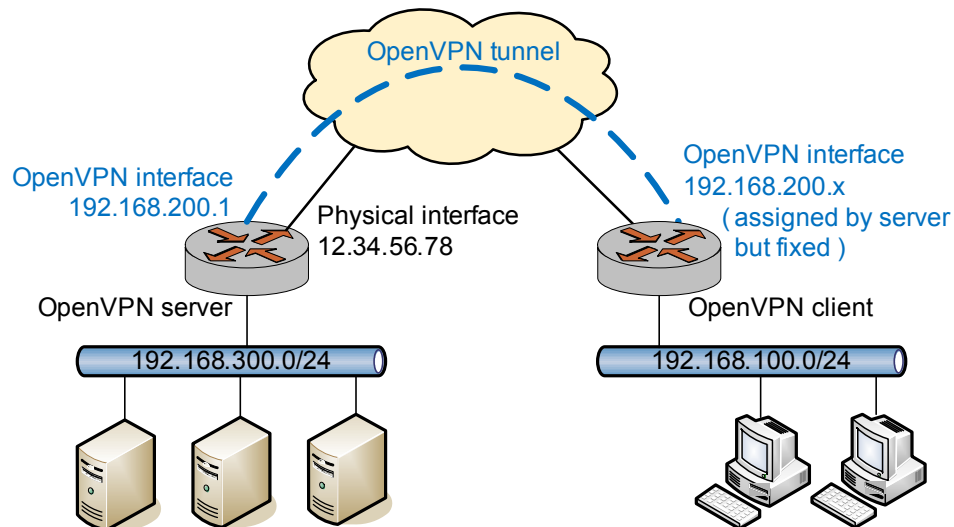 OpenVPN tunnel
OpenVPN interface
192.168.200.1
OpenVPN interface
192.168.200.x
( assigned by server
but fixed )
Physical interface
12.34.56.78
OpenVPN server
OpenVPN client
192.168.300.0/24
192.168.100.0/24